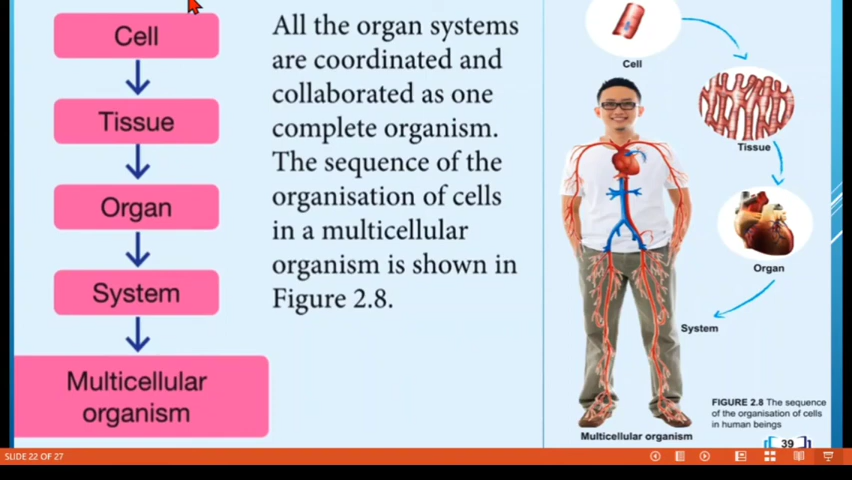 Cell
Tissue
Organ
System
Multicellular
organism
All the organ systems
are coordinated and
collaborated as one
complete organism.
The sequence of the
organisation of cells
in a multicellular
organism is shown in
Figure 2.8.
Cell
Tissue
Organ
System
Multicellular organism
FIGURE 2.8 The sequence
of the organisation of cells
in human beings
39
SLIDE 22 OF 27